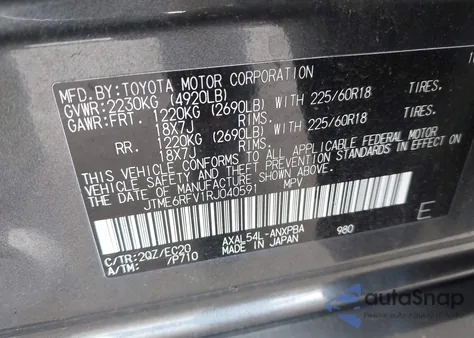 MFD.BY:TOYOTA MOTOR CORPORATION
GVWR:2230KG (4920LB)
GAWR:FRT. 1220KG (2690LB) WITH 225/60R18 TIRES.
18X7J RIMS.
RR. 1220KG (2690LB) WITH 225/60R18 TIRES.
18X7J RIMS.
THIS VEHICLE CONFORMS TO ALL APPLICABLE FEDERAL MOTOR
VEHICLE SAFETY STANDARDS IN EFFECT ON
THE DATE OF MANUFACTURE SHOWN ABOVE.
JTME6RFV1RJ040591 MPV
E
C/TR:2QZ/EC20 AXAL54L-ANXPBA 980
A/TM: /P710 MADE IN JAPAN
autoSnap